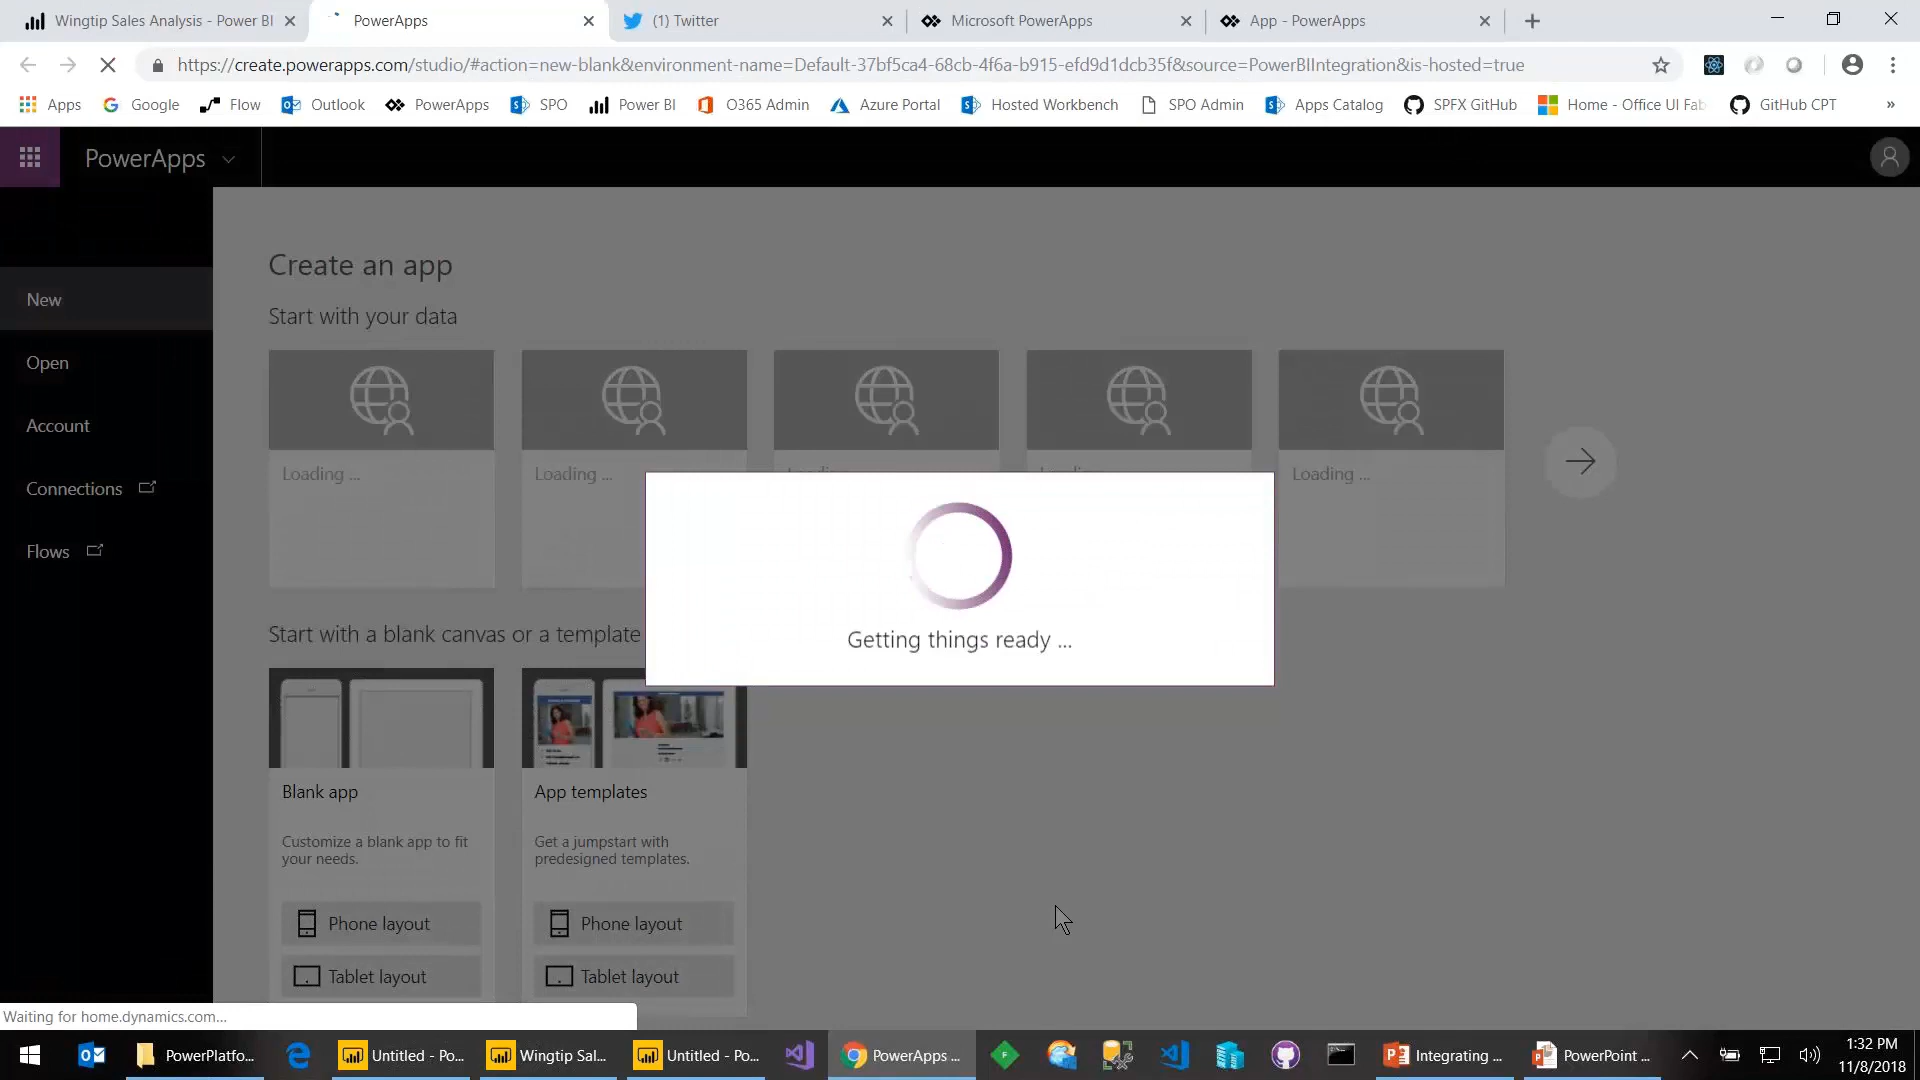 Wingtip Sales Analysis - Power BI
PowerApps
(1) Twitter
Microsoft PowerApps
App - PowerApps
https://create.powerapps.com/studio/#action=new-blank&environment-name=Default-37bf5ca4-68cb-4f6a-b915-efd9d1dcb35f&source=PowerBIIntegration&is-hosted=true
Apps
Google
Flow
Outlook
PowerApps
SPO
Power BI
O365 Admin
Azure Portal
Hosted Workbench
SPO Admin
Apps Catalog
SPFX GitHub
Home - Office UI Fab
GitHub CPT
»
PowerApps
New
Open
Account
Connections
Flows
Create an app
Start with your data
Loading ...
Loading ...
Loading ...
Getting things ready ...
Start with a blank canvas or a template
Blank app
Customize a blank app to fit
your needs.
Phone layout
Tablet layout
App templates
Get a jumpstart with
predesigned templates.
Phone layout
Tablet layout
Waiting for home.dynamics.com...
PowerPlatfo...
Untitled - Po...
Wingtip Sal...
Untitled - Po...
PowerApps ...
Integrating ...
PowerPoint ...
1:32 PM
11/8/2018